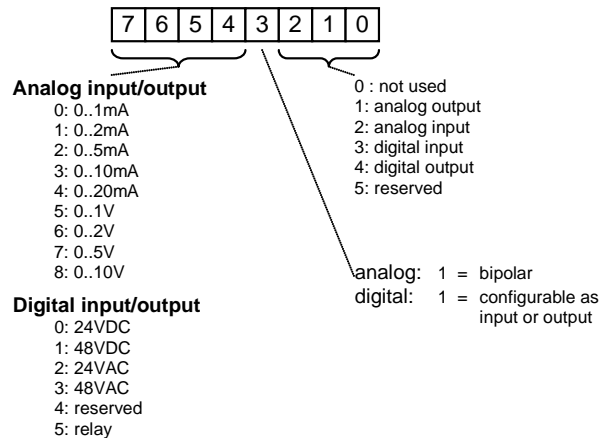 7 6 5 4 3 2 1 0
Analog input/output
0: 0..1mA
1: 0..2mA
2: 0..5mA
3: 0..10mA
4: 0..20mA
5: 0..1V
6: 0..2V
7: 0..5V
8: 0..10V
Digital input/output
0: 24VDC
1: 48VDC
2: 24VAC
3: 48VAC
4: reserved
5: relay
0 : not used
1: analog output
2: analog input
3: digital input
4: digital output
5: reserved
analog: 1 = bipolar
digital: 1 = configurable as
input or output